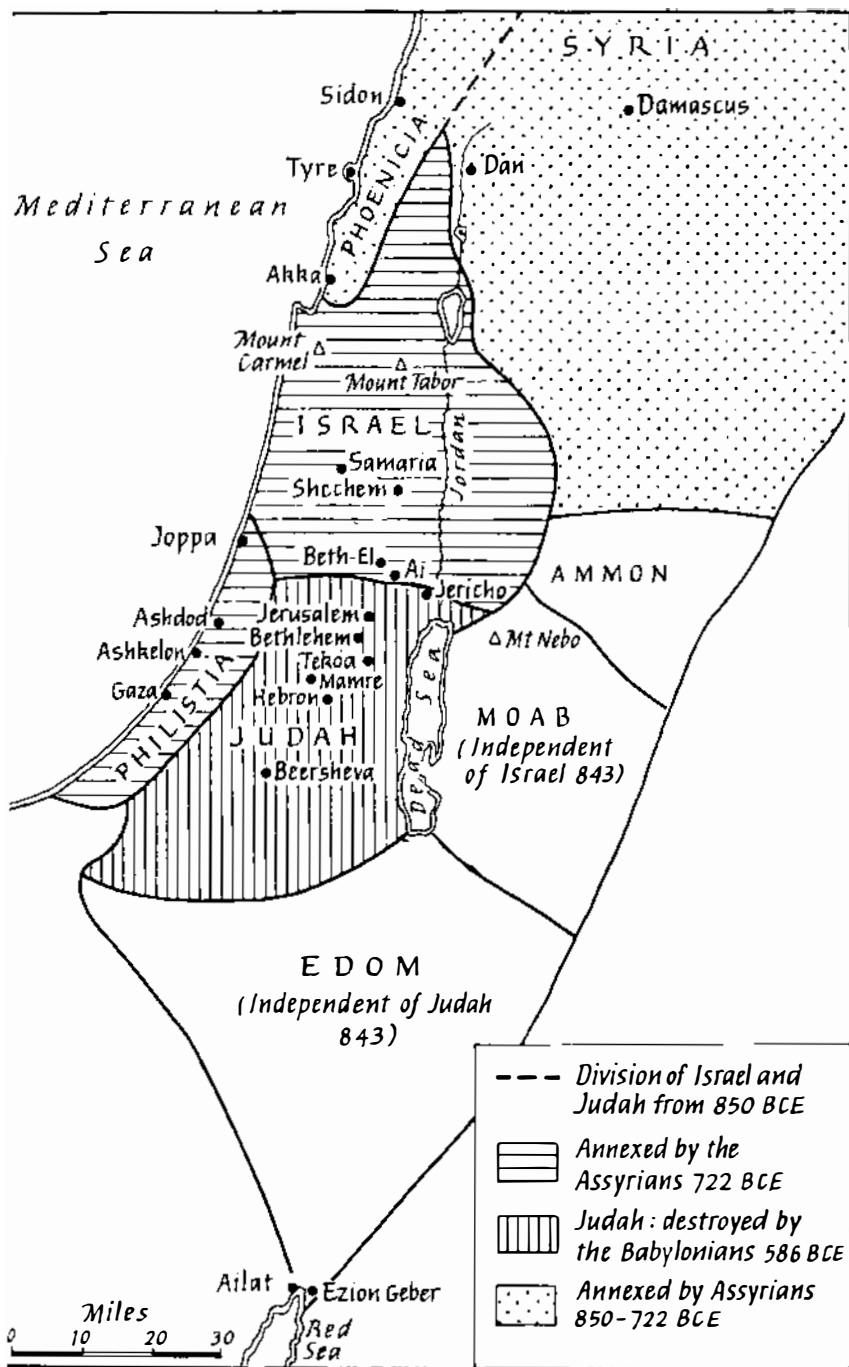 SYRIA
Sidon
Damascus
PHOENICIA
Tyre
Dan
Mediterranean
Sea
Akka
Mount
Carmel
Mount Tabor
ISRAEL
Jordan
Samaria
Shechem
Joppa
Beth-El
Ai
AMMON
Jericho
Ashdod
Jerusalem
Bethlehem
Mt Nebo
Ashkelon
Tekoa
Mamre
Gaza
Hebron
PHILISTIA
JUDAH
Dead Sea
MOAB
(Independent
of Israel 843)
Beersheva
EDOM
(Independent of Judah
843)
Division of Israel and
Judah from 850 BCE
Annexed by the
Assyrians 722 BCE
Judah: destroyed by
the Babylonians 586 BCE
Annexed by Assyrians
850-722 BCE
Ailat
Ezion Geber
Red
Sea
Miles
0 10 20 30